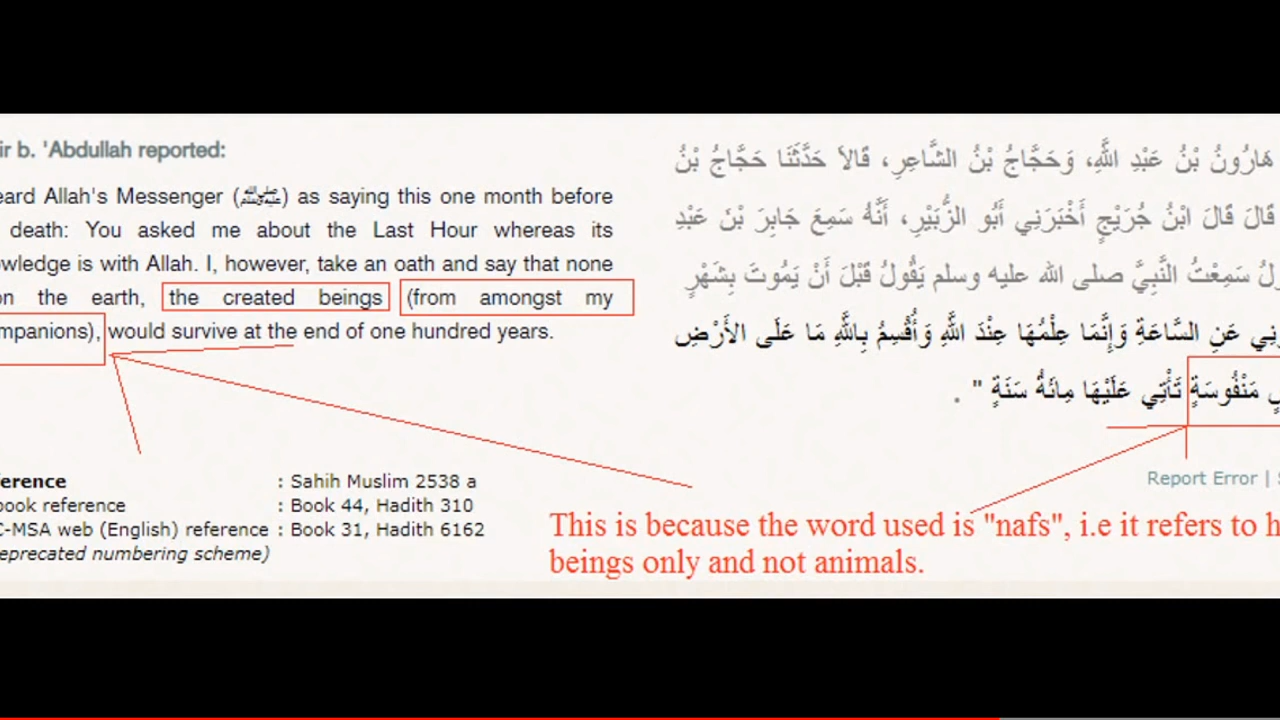 ir b. 'Abdullah reported:
eard Allah's Messenger (ﷺ) as saying this one month before
death: You asked me about the Last Hour whereas its
owledge is with Allah. I, however, take an oath and say that none
on the earth, the created beings (from amongst my
mpanions), would survive at the end of one hundred years.
هَارُونُ بْنُ عَبْدِ اللَّهِ، وَحَجَّاجُ بْنُ الشَّاعِرِ، قَالاَ حَدَّثَنَا حَجَّاجُ بْنُ
قَالَ قَالَ ابْنُ جُرَيْجٍ أَخْبَرَنِي أَبُو الزُّبَيْرِ، أَنَّهُ سَمِعَ جَابِرَ بْنَ عَبْدِ
ولُ سَمِعْتُ النَّبِيَّ صلى الله عليه وسلم يَقُولُ قَبْلَ أَنْ يَمُوتَ بِشَهْرٍ
نِي عَنِ السَّاعَةِ وَإِنَّمَا عِلْمُهَا عِنْدَ اللَّهِ وَأُقْسِمُ بِاللَّهِ مَا عَلَى الأَرْضِ
سٍ مَنْفُوسَةٍ تَأْتِي عَلَيْهَا مِائَةُ سَنَةٍ " .
erence : Sahih Muslim 2538 a
book reference : Book 44, Hadith 310
C-MSA web (English) reference : Book 31, Hadith 6162
eprecated numbering scheme)
Report Error | S
This is because the word used is "nafs", i.e it refers to h
beings only and not animals.